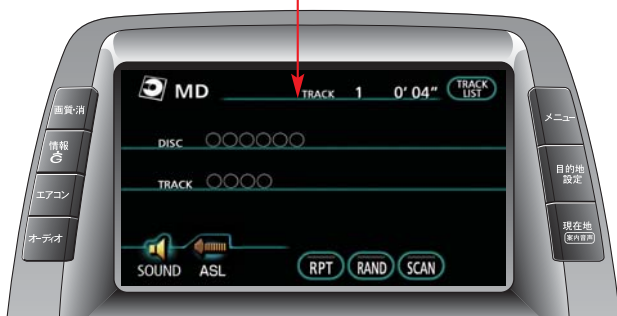 画質・消
情報
G
エアコン
オーディオ
MD TRACK 1 0' 04" TRACK LIST
DISC ○○○○○○
TRACK ○○○○
SOUND ASL RPT RAND SCAN
メニュー
目的地
設定
現在地
案内音声